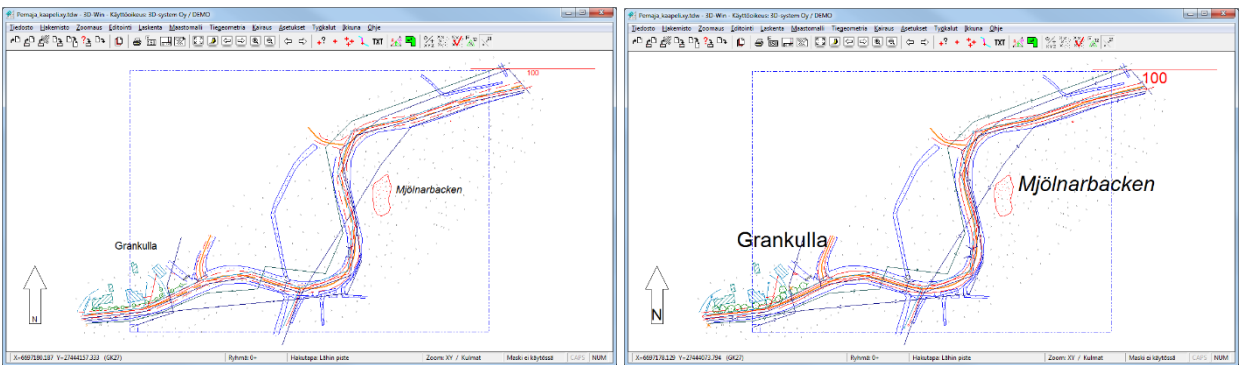 Pernaja_kaapeluxy.tdw - 3D-Win - Käyttöoikeus: 3D-system Oy / DEMO
Tiedosto Hakemisto Zoomaus Editointi Laskenta Maastomalli Tiegeometria Kairaus Asetukset Työkalut Ikkuna Ohje
TXT
100
Mjölnarbacken
Grankulla
N
X=6697190.187 Y=27444157.333 (GK27)
Ryhmä: 0=
Hakutapa: Lähin piste
Zoom: XY / Kulmat
Maski ei käytössä
CAPS
NUM
Pernaja_kaapeluxy.tdw - 3D-Win - Käyttöoikeus: 3D-system Oy / DEMO
Tiedosto Hakemisto Zoomaus Editointi Laskenta Maastomalli Tiegeometria Kairaus Asetukset Työkalut Ikkuna Ohje
TXT
100
Mjölnarbacken
Grankulla
N
X=6697178.129 Y=27444073.794 (GK27)
Ryhmä: 0=
Hakutapa: Lähin piste
Zoom: XY / Kulmat
Maski ei käytössä
CAPS
NUM